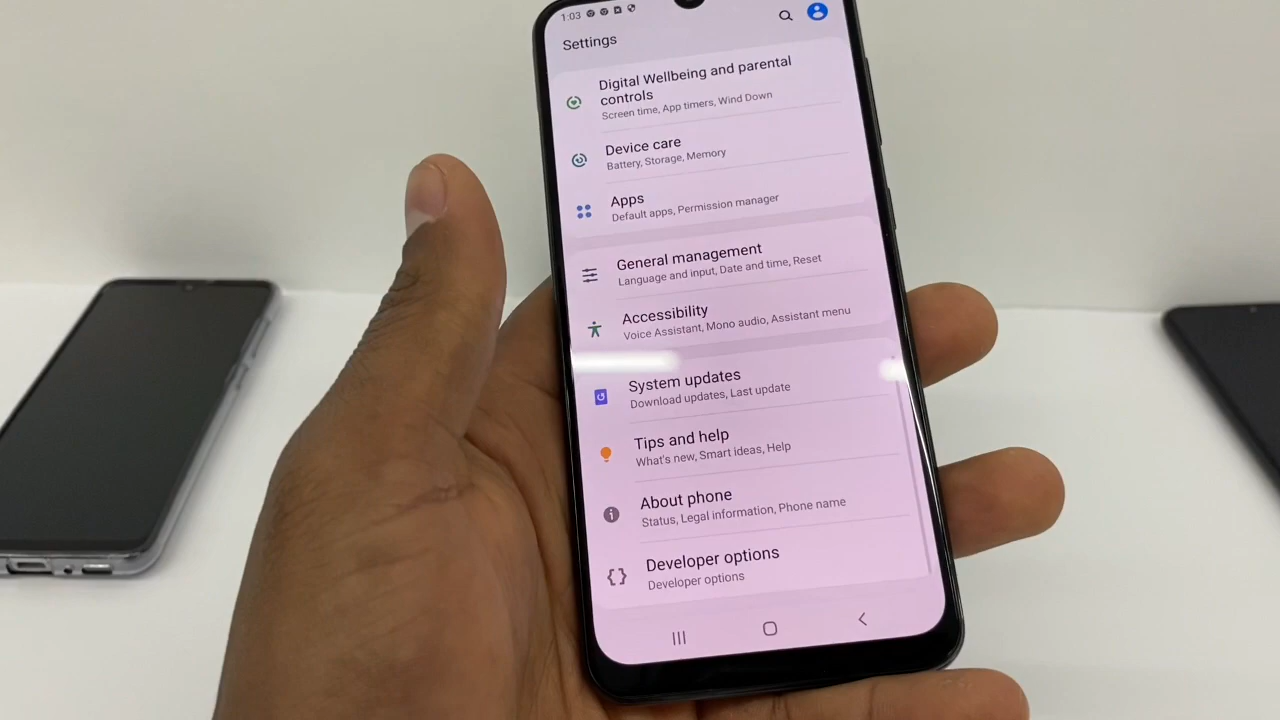 1:03
Settings
Digital Wellbeing and parental
controls
Screen time, App timers, Wind Down
Device care
Battery, Storage, Memory
Apps
Default apps, Permission manager
General management
Language and input, Date and time, Reset
Accessibility
Voice Assistant, Mono audio, Assistant menu
System updates
Download updates, Last update
Tips and help
What's new, Smart ideas, Help
About phone
Status, Legal information, Phone name
Developer options
Developer options